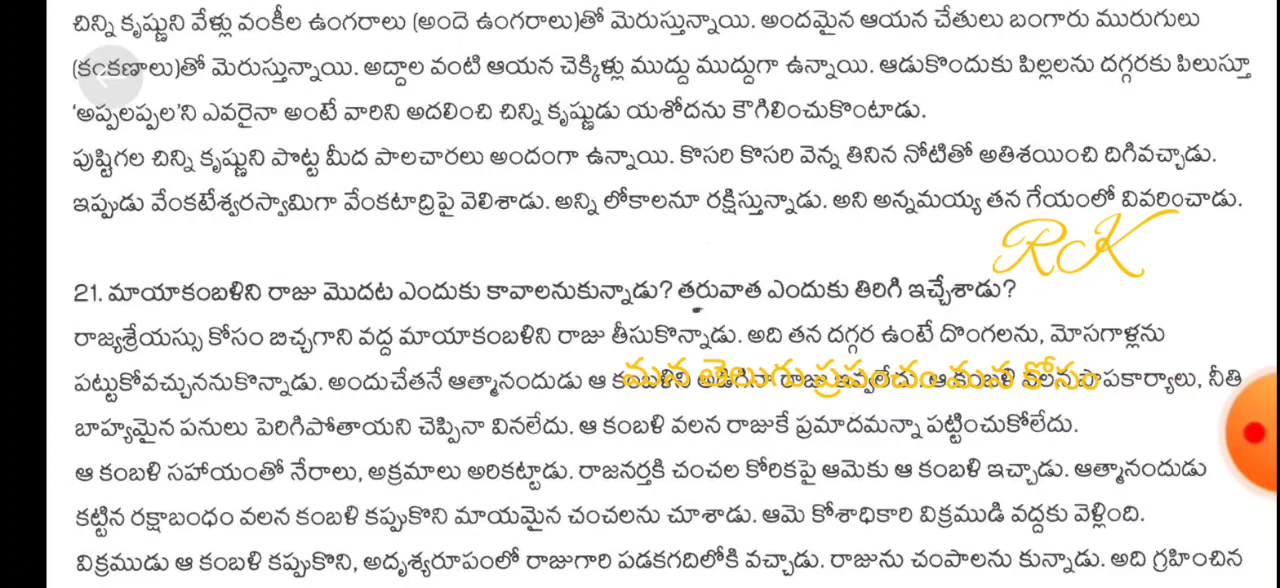 చిన్ని కృష్ణుని వేళ్లు వంకీల ఉంగరాలు (అందె ఉంగరాలు)తో మెరుస్తున్నాయి. అందమైన ఆయన చేతులు బంగారు మురుగులు
(కంకణాలు)తో మెరుస్తున్నాయి. అద్దాల వంటి ఆయన చెక్కిళ్లు ముద్దు ముద్దుగా ఉన్నాయి. ఆడుకొందుకు పిల్లలను దగ్గరకు పిలుస్తూ
‘అప్పలప్పల’ని ఎవరైనా అంటే వారిని అదలించి చిన్ని కృష్ణుడు యశోదను కౌగిలించుకొంటాడు.
పుష్టిగల చిన్ని కృష్ణుని పొట్ట మీద పాలచారలు అందంగా ఉన్నాయి. కొసరి కొసరి వెన్న తినిన నోటితో అతిశయించి దిగివచ్చాడు.
ఇప్పుడు వేంకటేశ్వరస్వామిగా వేంకటాద్రిపై వెలిశాడు. అన్ని లోకాలనూ రక్షిస్తున్నాడు. అని అన్నమయ్య తన గేయంలో వివరించాడు.
RK
21. మాయాకంబళిని రాజు మొదట ఎందుకు కావాలనుకున్నాడు? తరువాత ఎందుకు తిరిగి ఇచ్చేశాడు?
రాజ్యశ్రేయస్సు కోసం బిచ్చగాని వద్ద మాయాకంబళిని రాజు తీసుకొన్నాడు. అది తన దగ్గర ఉంటే దొంగలను, మోసగాళ్లను
పట్టుకోవచ్చుననుకొన్నాడు. అందుచేతనే ఆత్మానందుడు ఆ కంబళిని అడిగినా రాజు ఇవ్వలేదు. ఆ కంబళి వలన పాపకార్యాలు, నీతి
మన తెలుగు ప్రపంచం మన కోసం
బాహ్యమైన పనులు పెరిగిపోతాయని చెప్పినా వినలేదు. ఆ కంబళి వలన రాజుకే ప్రమాదమన్నా పట్టించుకోలేదు.
ఆ కంబళి సహాయంతో నేరాలు, అక్రమాలు అరికట్టాడు. రాజనర్తకి చంచల కోరికపై ఆమెకు ఆ కంబళి ఇచ్చాడు. ఆత్మానందుడు
కట్టిన రక్షాబంధం వలన కంబళి కప్పుకొని మాయమైన చంచలను చూశాడు. ఆమె కోశాధికారి విక్రముడి వద్దకు వెళ్లింది.
విక్రముడు ఆ కంబళి కప్పుకొని, అదృశ్యరూపంలో రాజుగారి పడకగదిలోకి వచ్చాడు. రాజును చంపాలను కున్నాడు. అది గ్రహించిన